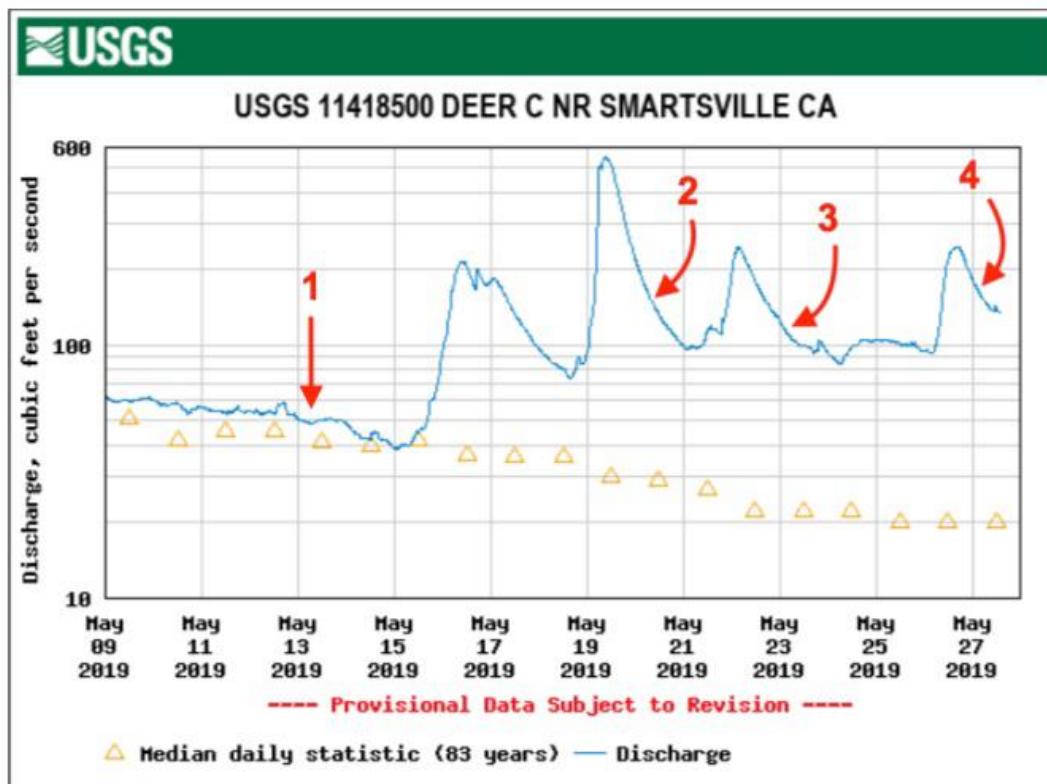 USGS
USGS 11418500 DEER C NR SMARTSVILLE CA
Discharge, cubic feet per second
600
100
10
1
2
3
4
May 09 2019
May 11 2019
May 13 2019
May 15 2019
May 17 2019
May 19 2019
May 21 2019
May 23 2019
May 25 2019
May 27 2019
---- Provisional Data Subject to Revision ----
Median daily statistic (83 years)
Discharge